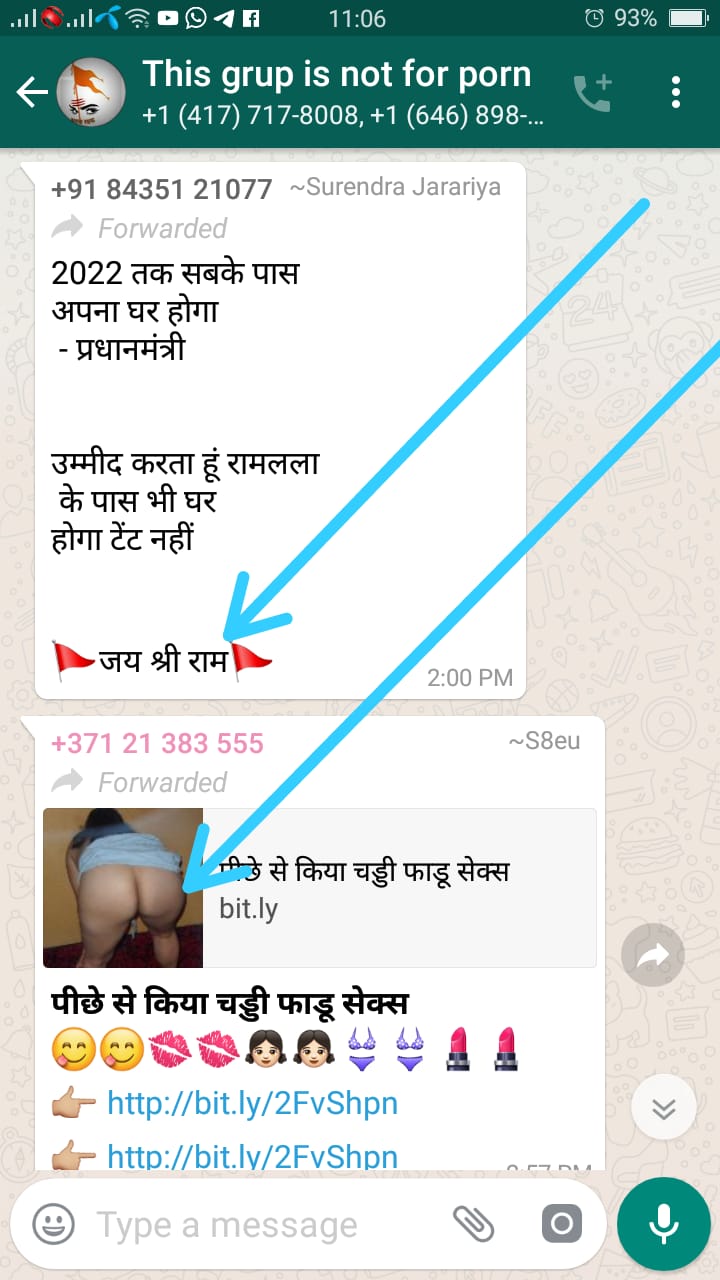 11:06
93%
This grup is not for porn
+1 (417) 717-8008, +1 (646) 898-...
+91 84351 21077 ~Surendra Jarariya
Forwarded
2022 तक सबके पास
अपना घर होगा
- प्रधानमंत्री
उम्मीद करता हूं रामलला
के पास भी घर
होगा टेंट नहीं
🚩जय श्री राम🚩
2:00 PM
+371 21 383 555 ~S8eu
Forwarded
पीछे से किया चड्डी फाडू सेक्स
bit.ly
पीछे से किया चड्डी फाडू सेक्स
😋😋💋💋👧👧👙👙💄💄
👉 http://bit.ly/2FvShpn
👉 http://bit.ly/2FvShpn
Type a message